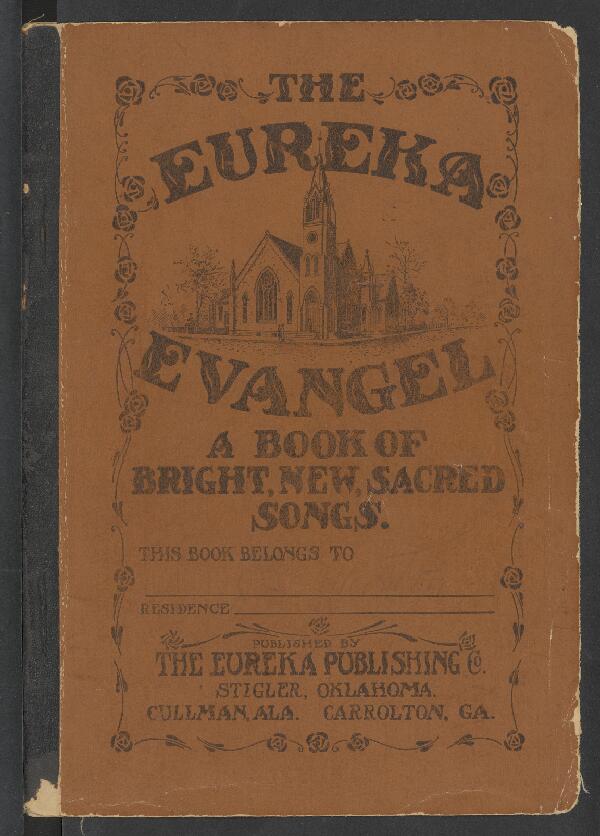 THE
EUREKA
EVANGEL
A BOOK OF
BRIGHT, NEW, SACRED
SONGS.
THIS BOOK BELONGS TO
RESIDENCE
PUBLISHED BY
THE EUREKA PUBLISHING CO.
STIGLER, OKLAHOMA.
CULLMAN, ALA. CARROLTON, GA.